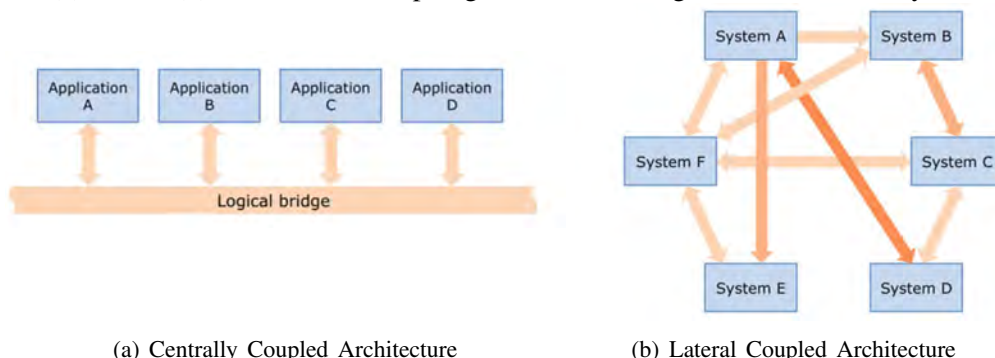 Application
A
Application
B
Application
C
Application
D
Logical bridge
(a) Centrally Coupled Architecture
System A
System B
System F
System C
System E
System D
(b) Lateral Coupled Architecture